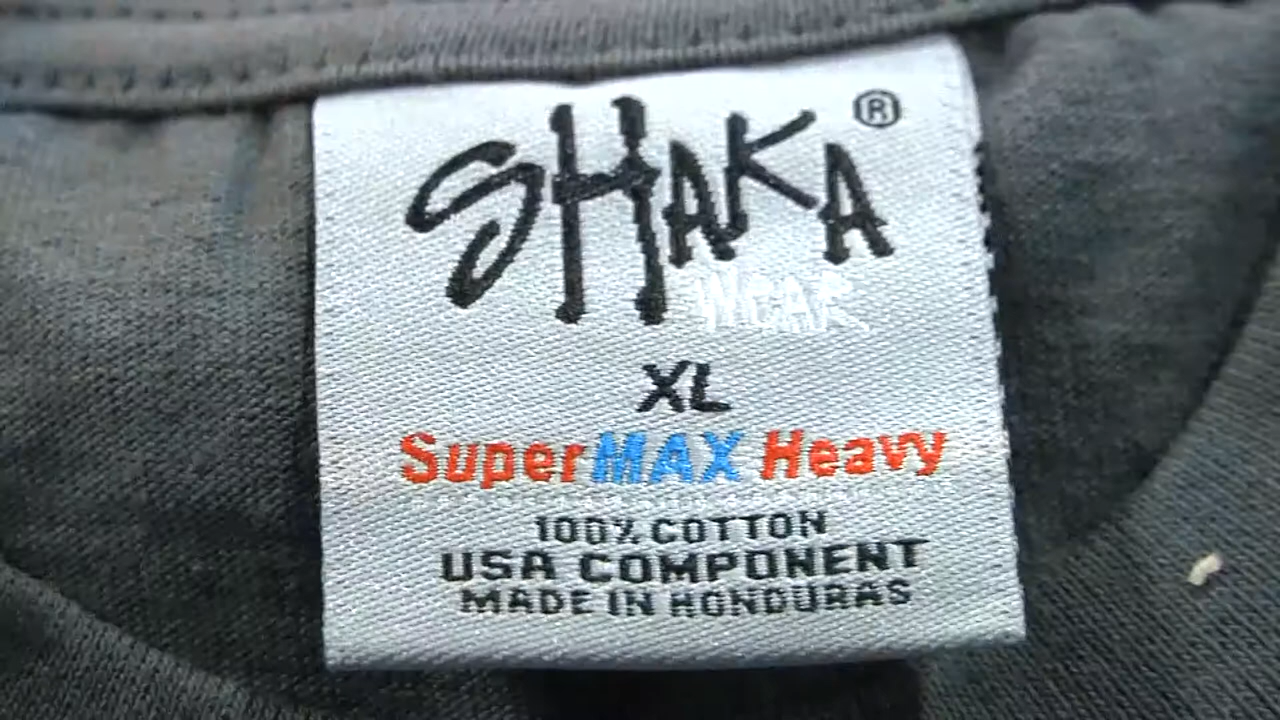 SHAKA®
WEAR
XL
SuperMAX Heavy
100% COTTON
USA COMPONENT
MADE IN HONDURAS